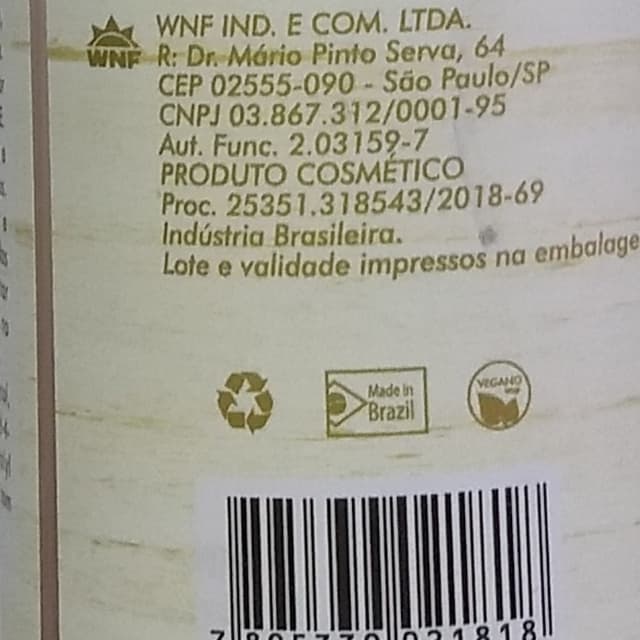 WNF IND. E COM. LTDA.
WNF R: Dr. Mário Pinto Serva, 64
CEP 02555-090 - São Paulo/SP
CNPJ 03.867.312/0001-95
Aut. Func. 2.03159-7
PRODUTO COSMÉTICO
Proc. 25351.318543/2018-69
Indústria Brasileira.
Lote e validade impressos na embalage
Made in
Brazil
VEGANO